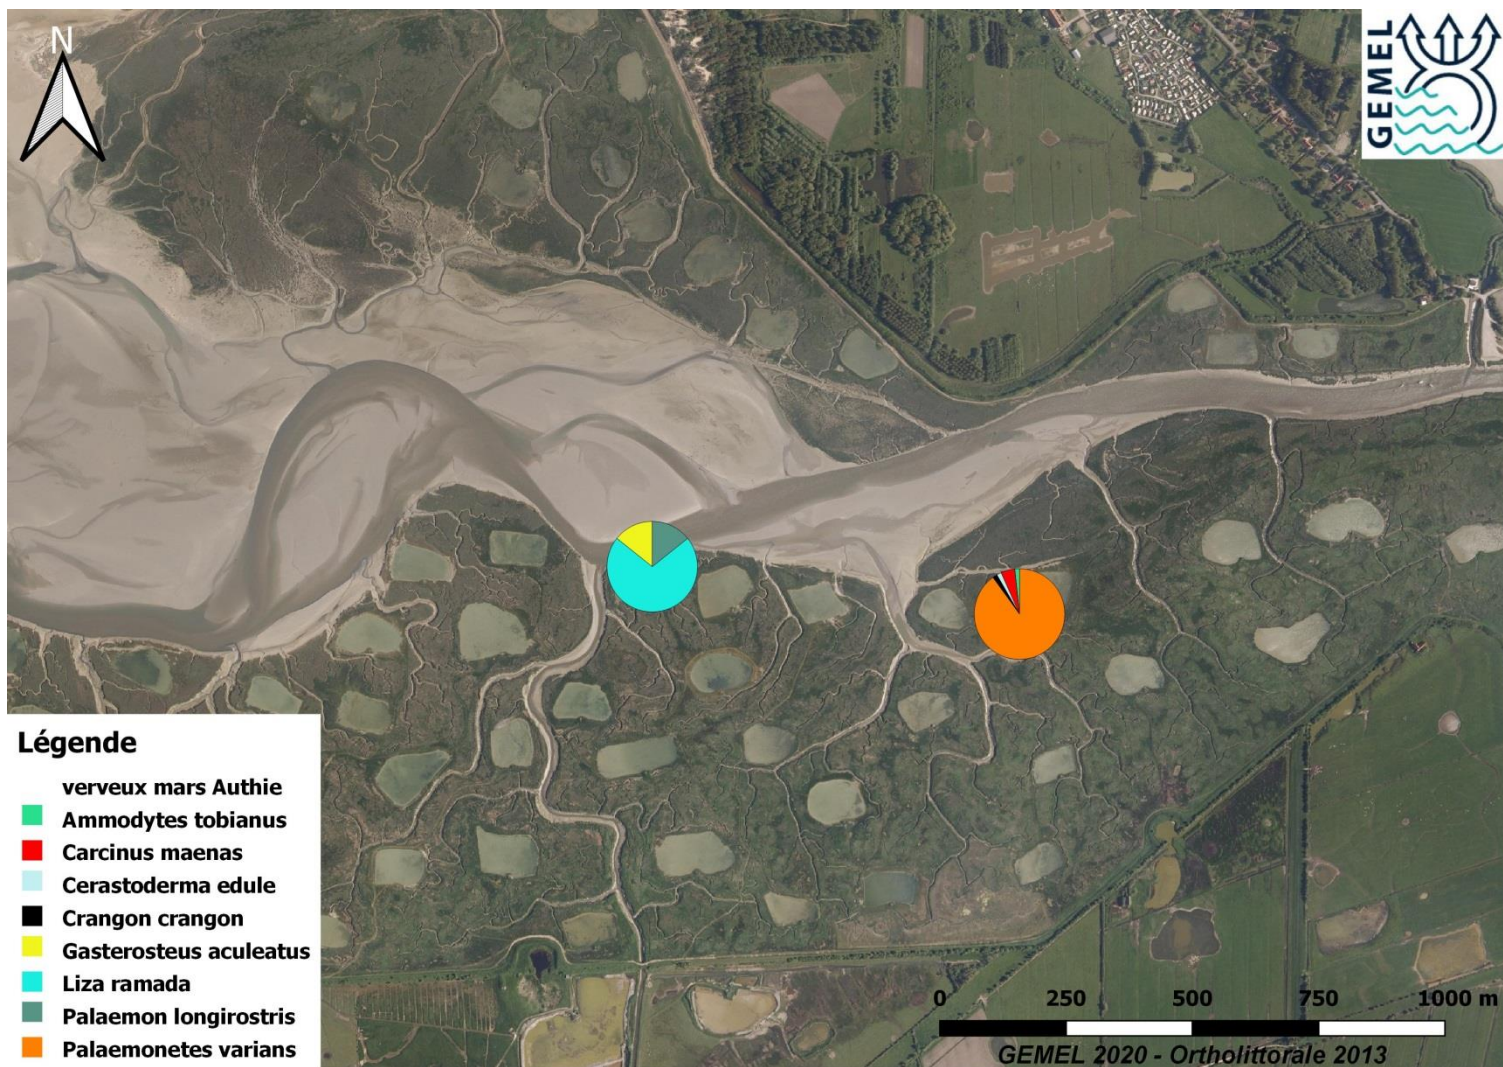 N
GEMEL
Légende
verveux mars Authie
Ammodytes tobianus
Carcinus maenas
Cerastoderma edule
Crangon crangon
Gasterosteus aculeatus
Liza ramada
Palaemon longirostris
Palaemonetes varians
0 250 500 750 1000 m
GEMEL 2020 - Ortholittorale 2013